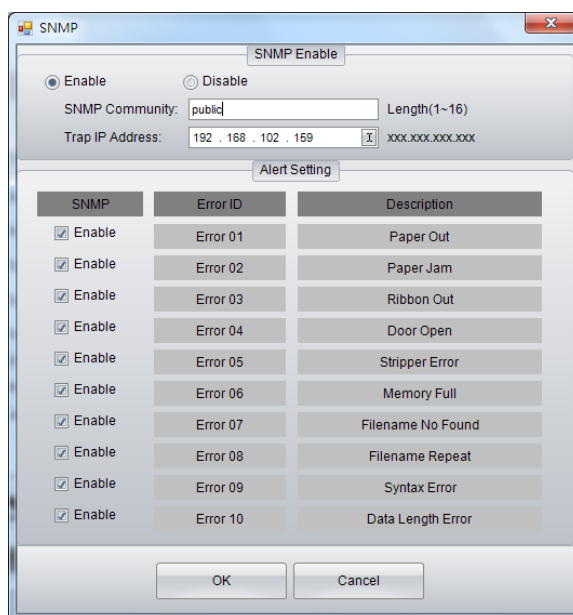 SNMP
SNMP Enable
Enable Disable
SNMP Community: public Length(1~16)
Trap IP Address: 192 . 168 . 102 . 159 xxx.xxx.xxx.xxx
Alert Setting
SNMP Error ID Description
Enable Error 01 Paper Out
Enable Error 02 Paper Jam
Enable Error 03 Ribbon Out
Enable Error 04 Door Open
Enable Error 05 Stripper Error
Enable Error 06 Memory Full
Enable Error 07 Filename No Found
Enable Error 08 Filename Repeat
Enable Error 09 Syntax Error
Enable Error 10 Data Length Error
OK Cancel